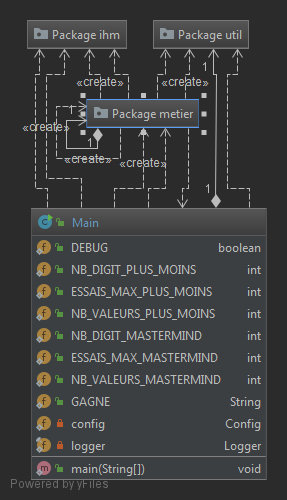 Package ihm
Package util
«create»
«create»
1
1
Package metier
«create»
1
«create»
«create»
1
Main
DEBUG boolean
NB_DIGIT_PLUS_MOINS int
ESSAIS_MAX_PLUS_MOINS int
NB_VALEURS_PLUS_MOINS int
NB_DIGIT_MASTERMIND int
ESSAIS_MAX_MASTERMIND int
NB_VALEURS_MASTERMIND int
GAGNE String
config Config
logger Logger
main(String[]) void
Powered by yFiles